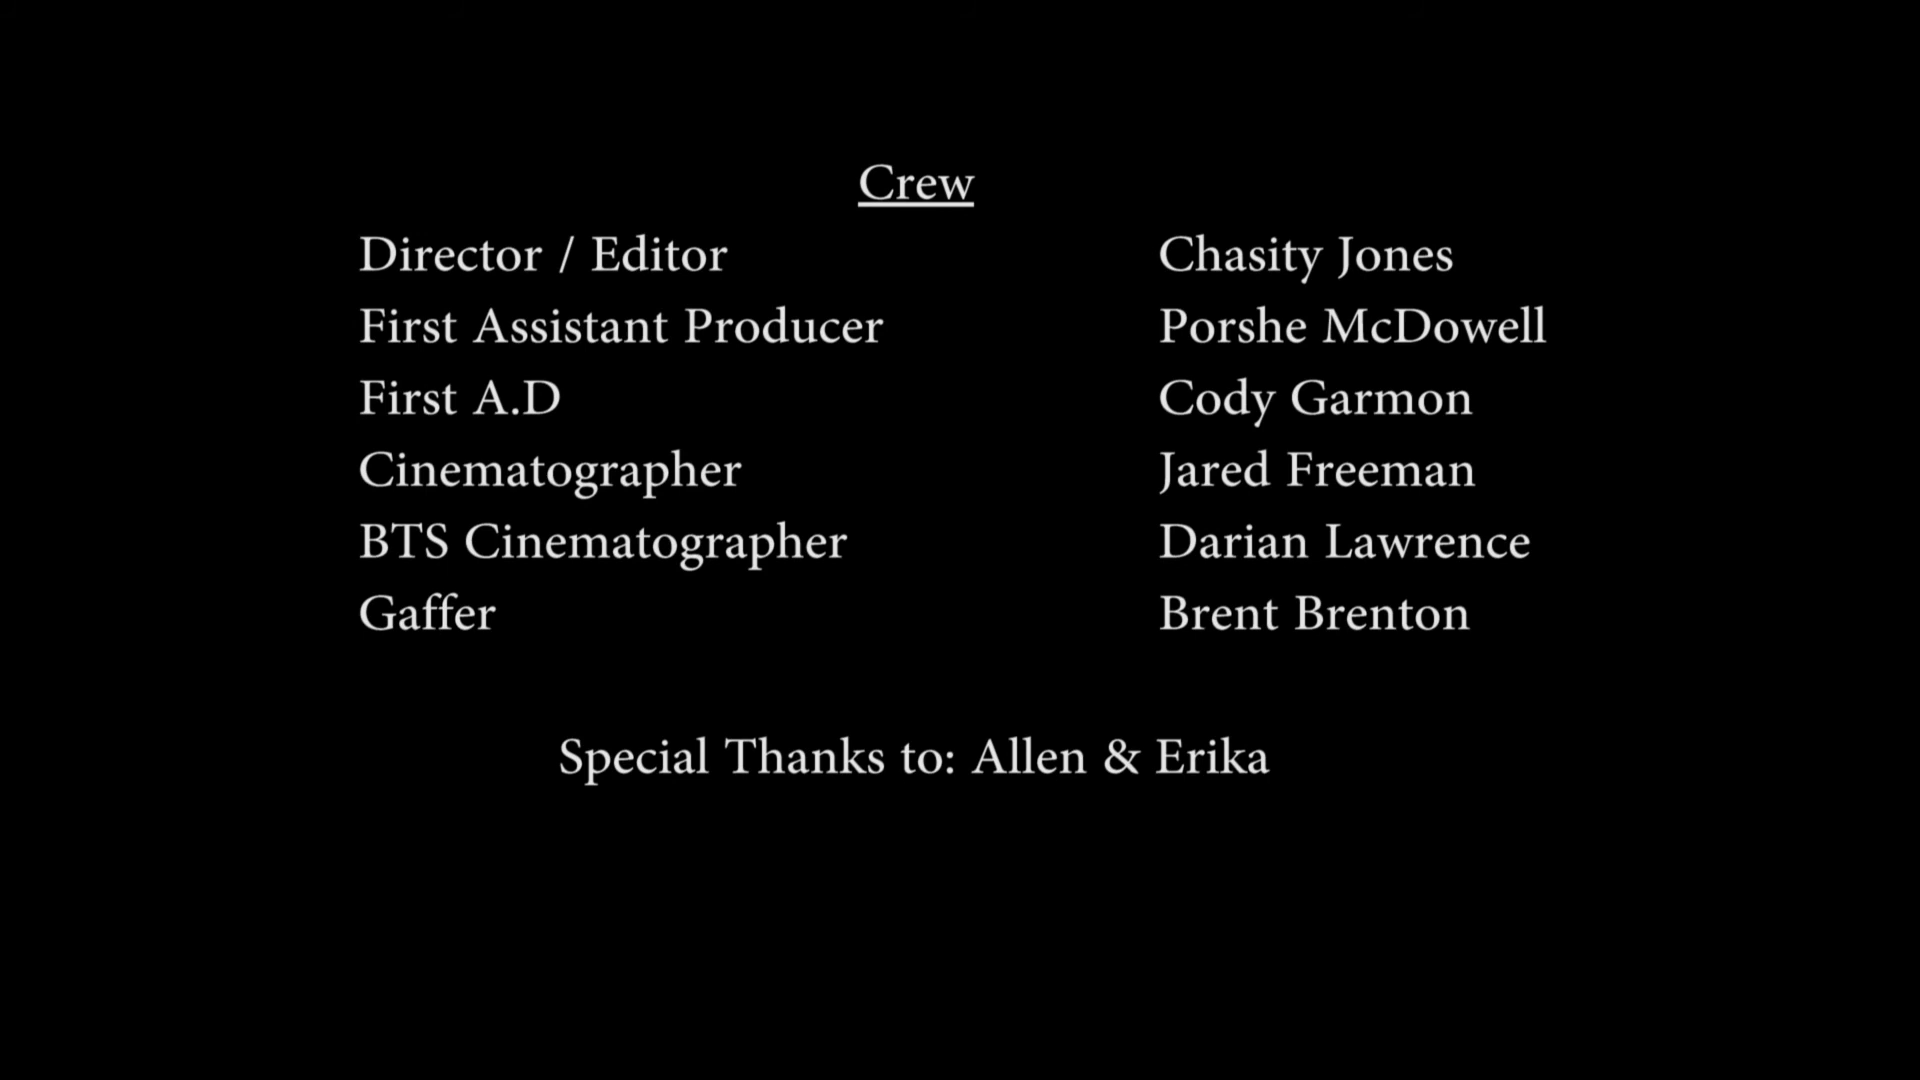 Crew
Director / Editor Chasity Jones
First Assistant Producer Porshe McDowell
First A.D Cody Garmon
Cinematographer Jared Freeman
BTS Cinematographer Darian Lawrence
Gaffer Brent Brenton
Special Thanks to: Allen & Erika